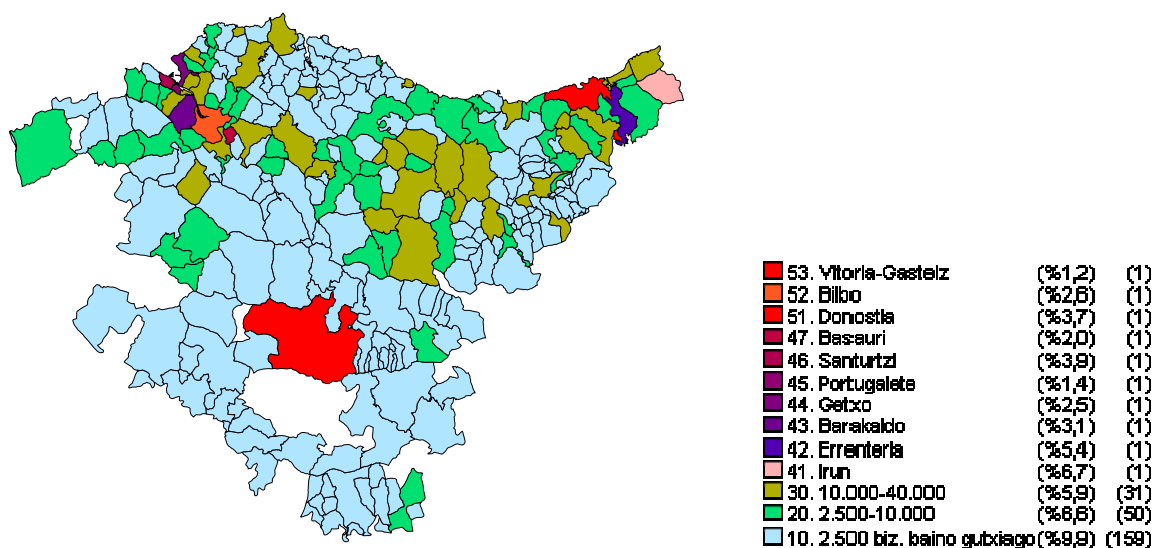 53. Vitoria-Gasteiz (%1,2) (1)
52. Bilbo (%2,6) (1)
51. Donostia (%3,7) (1)
47. Basauri (%2,0) (1)
46. Santurtzi (%3,9) (1)
45. Portugalete (%1,4) (1)
44. Getxo (%2,5) (1)
43. Barakaldo (%3,1) (1)
42. Errenteria (%5,4) (1)
41. Irun (%6,7) (1)
30. 10.000-40.000 (%5,9) (31)
20. 2.500-10.000 (%6,6) (50)
10. 2.500 biz. baino gutxiago (%9,9) (159)